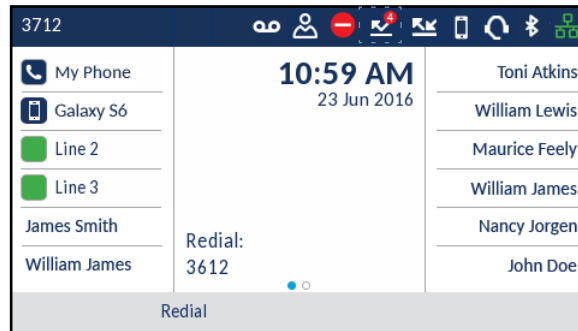 3712
4
10:59 AM
23 Jun 2016
My Phone
Galaxy S6
Line 2
Line 3
James Smith
William James
Redial:
3612
Toni Atkins
William Lewis
Maurice Feely
William James
Nancy Jorgen
John Doe
Redial